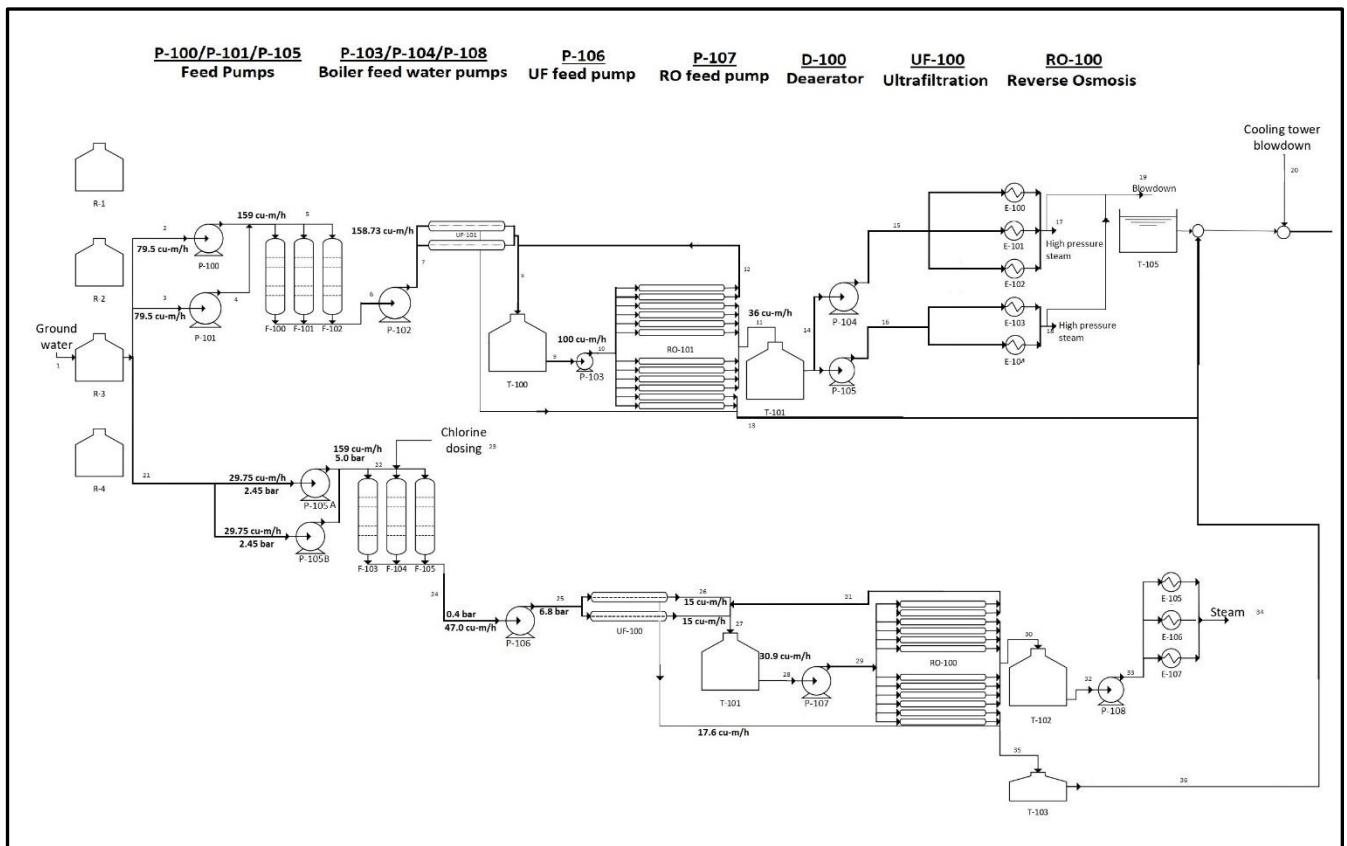 P-100/P-101/P-105
Feed Pumps
P-103/P-104/P-108
Boiler feed water pumps
P-106
UF feed pump
P-107
RO feed pump
D-100
Deaerator
UF-100
Ultrafiltration
RO-100
Reverse Osmosis
Cooling tower
blowdown
20
19
Blowdown
R-1
R-2
R-3
R-4
Ground
water
1
2
79.5 cu-m/h
P-100
3
79.5 cu-m/h
4
P-101
159 cu-m/h
5
F-100
F-101
F-102
6
P-102
158.73 cu-m/h
7
UF-101
T-100
9
100 cu-m/h
10
P-103
RO-101
12
36 cu-m/h
11
T-101
13
14
P-104
P-105
15
16
E-100
E-101
E-102
17
High pressure
steam
E-103
E-104
18
High pressure
steam
T-105
21
29.75 cu-m/h
2.45 bar
P-105A
29.75 cu-m/h
2.45 bar
P-105B
159 cu-m/h
5.0 bar
22
Chlorine
dosing
F-103
F-104
F-105
24
0.4 bar
47.0 cu-m/h
P-106
25
6.8 bar
UF-100
26
15 cu-m/h
15 cu-m/h
27
T-101
28
30.9 cu-m/h
P-107
29
17.6 cu-m/h
RO-100
30
T-102
32
P-108
33
E-105
E-106
E-107
Steam
34
35
T-103